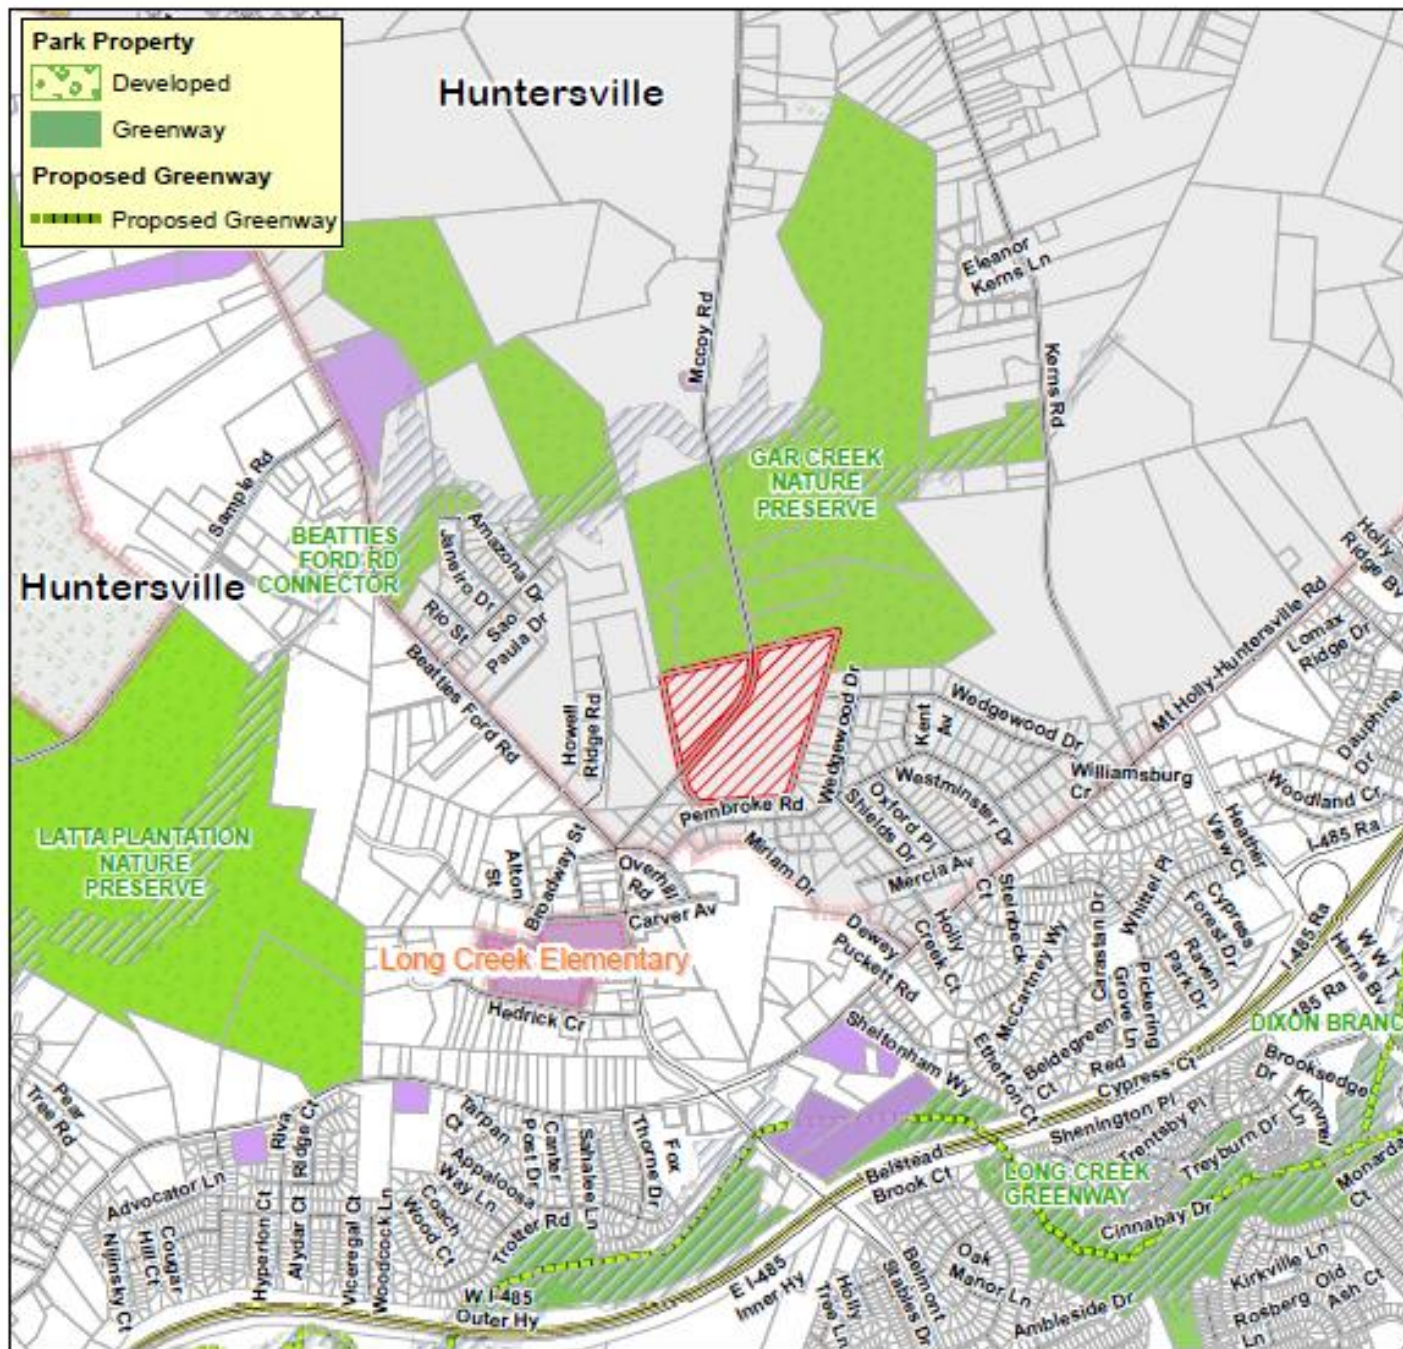 Park Property
Developed
Greenway
Proposed Greenway
Proposed Greenway
Huntersville
Eleanor
Kerns Ln
Mccoy Rd
Kerns Rd
GAR CREEK
NATURE
PRESERVE
Sample Rd
BEATTIES
FORD RD
CONNECTOR
Huntersville
Amazona Dr
Janeiro Dr
Rio St
Sao
Paula Dr
Beatties Ford Rd
Howell
Ridge Rd
Holly
Ridge Bv
Lomax
Ridge Dr
Mt Holly-Huntersville Rd
Dauphine
Dr
Wedgewood Dr
Wedgewood Dr
Kent
Av
Williamsburg
Cr
Westminster Dr
Oxford Pl
Shields Dr
Mercia Av
Woodland Cr
I-485 Ra
Heather
View Ct
Pembroke Rd
Miriam Dr
LATTA PLANTATION
NATURE
PRESERVE
Alton
St
Broadway St
Overhill
Rd
Carver Av
Long Creek Elementary
Hedrick Cr
Dewey
Puckett Rd
Holly
Creek Ct
Steinbeck
Ct
McCartney Wy
Carrastan Dr
Whittel Pl
Pickering
Grove Ln
Cypress
Forest Dr
Raven
Park Dr
I-485 Ra
W W T
Harris Bv
485 Ra
DIXON BRANC
Sheltonham Wy
Etherton Ct
Beldegreen
Ct
Red
Cypress Ct
Brooksedge
Dr
Kimmer
Ln
Shenington Pl
Trentsby Pl
Treyburn Dr
Monarda
Ct
Pear
Tree Rd
Riva
Ridge Ct
Tarpan
Ct
Canter
Post Dr
Sahalee Ln
Thorne Dr
Fox
Appaloosa
Way Ln
Coach
Wood Ct
Trotter Rd
Advocator Ln
Nijinsky Ct
Cougar
Hill Ct
Hyperion Ct
Alydar Ct
Viceregal Ct
Woodcock Ln
W I-485
Outer Hy
Belstead
Brook Ct
LONG CREEK
GREENWAY
Cinnabay Dr
E I-485
Inner Hy
Holly
Tree Ln
Belmont
Stables Dr
Oak
Manor Ln
Ambleside Dr
Kirkville Ln
Rosberg
Ln
Old
Ash Ct